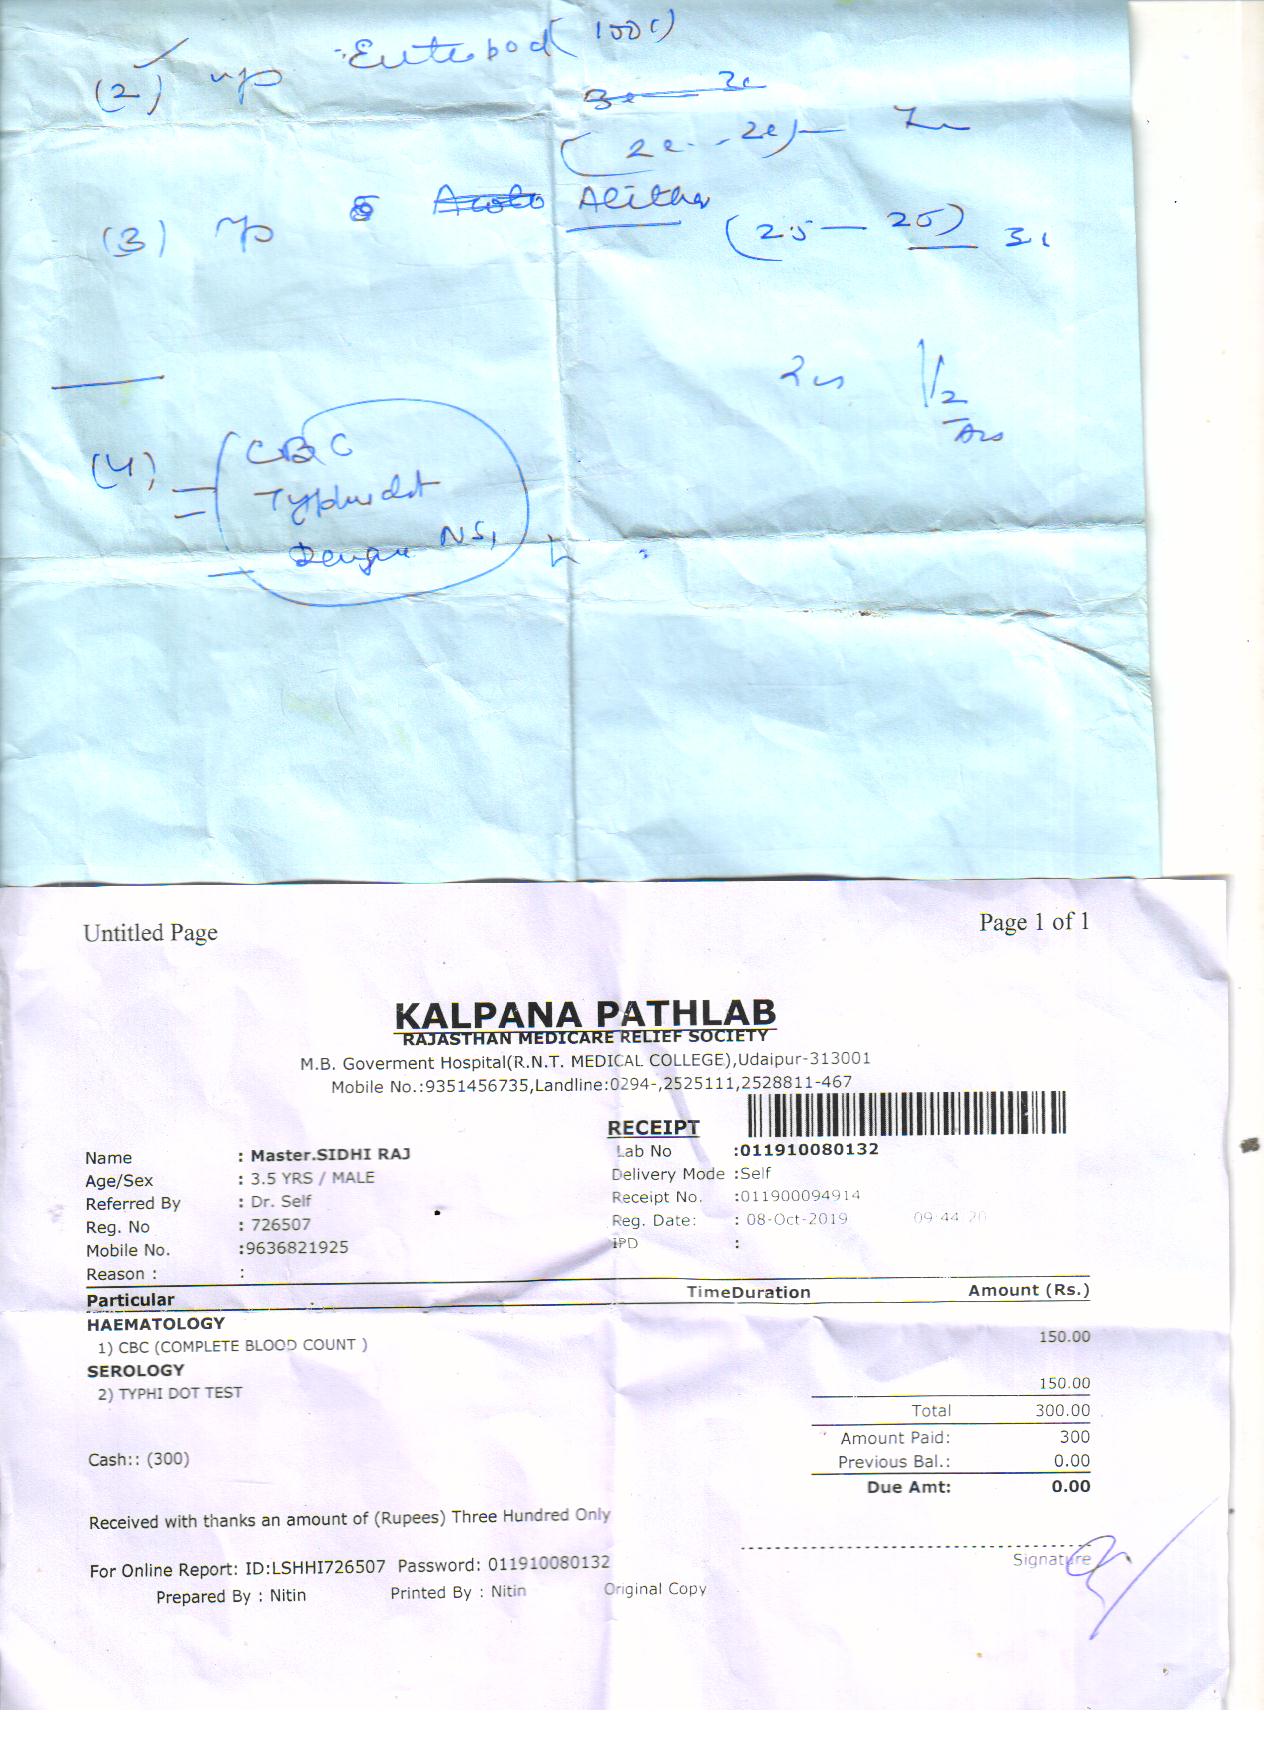 (2)
(3)
(4) CBC
Typhidot
Dengue NS1
Untitled Page
Page 1 of 1
KALPANA PATHLAB
RAJASTHAN MEDICARE RELIEF SOCIETY
M.B. Goverment Hospital(R.N.T. MEDICAL COLLEGE),Udaipur-313001
Mobile No.:9351456735,Landline:0294-,2525111,2528811-467
RECEIPT
Name : Master.SIDHI RAJ
Lab No :011910080132
Age/Sex : 3.5 YRS / MALE
Delivery Mode :Self
Referred By : Dr. Self
Receipt No. :011900094914
Reg. No : 726507
Reg. Date: : 08-Oct-2019 09:44
Mobile No. :9636821925
IPD :
Reason : :
Particular TimeDuration Amount (Rs.)
HAEMATOLOGY
1) CBC (COMPLETE BLOOD COUNT ) 150.00
SEROLOGY
2) TYPHI DOT TEST 150.00
Total 300.00
Amount Paid: 300
Cash:: (300)
Previous Bal.: 0.00
Due Amt: 0.00
Received with thanks an amount of (Rupees) Three Hundred Only
Signature
For Online Report: ID:LSHHI726507 Password: 011910080132
Prepared By : Nitin Printed By : Nitin Original Copy